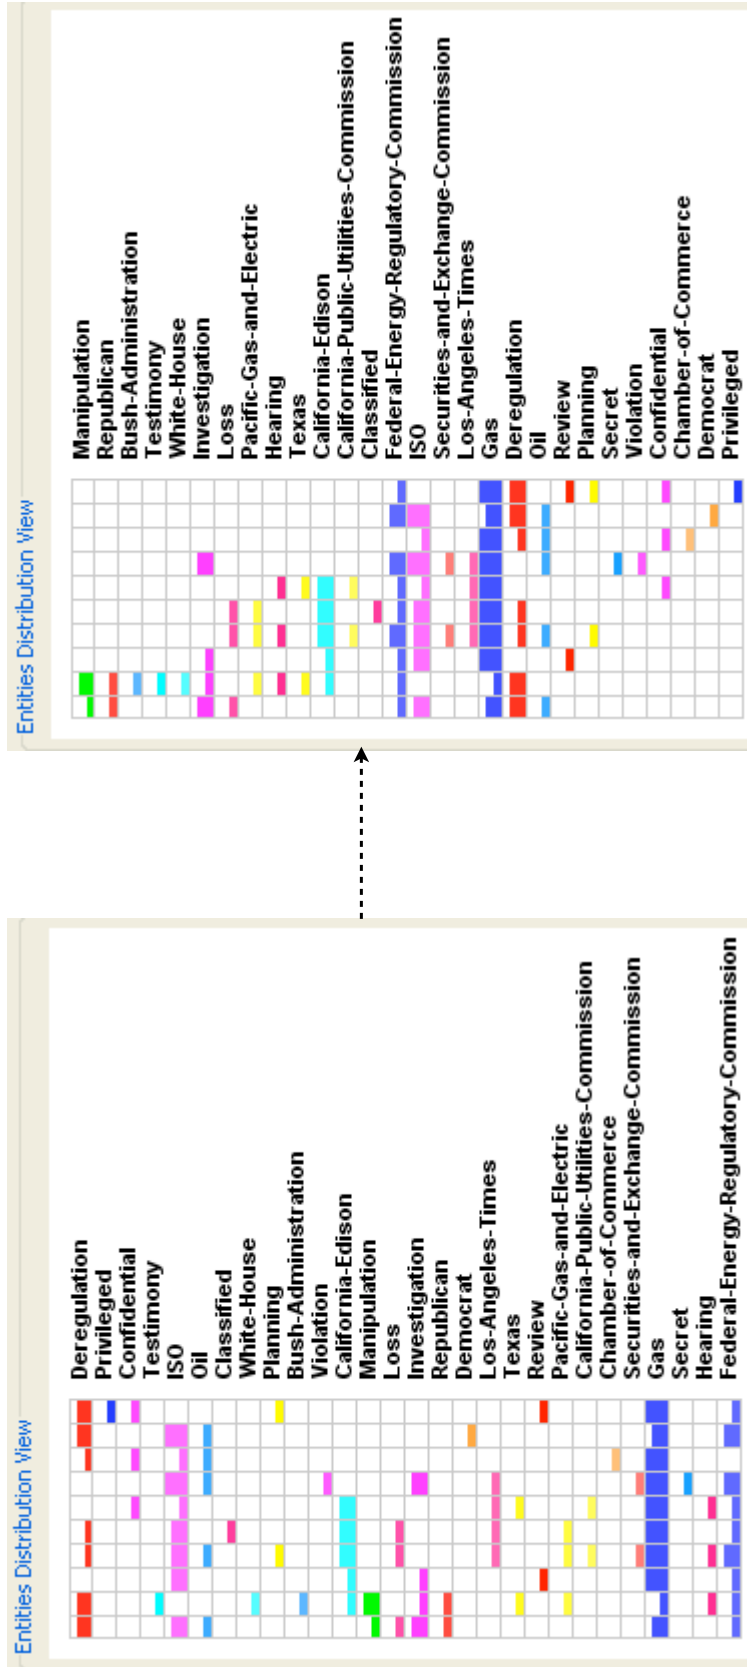 Entities Distribution View
Manipulation
Republican
Bush-Administration
Testimony
White-House
Investigation
Loss
Pacific-Gas-and-Electric
Hearing
Texas
California-Edison
California-Public-Utilities-Commission
Classified
Federal-Energy-Regulatory-Commission
ISO
Securities-and-Exchange-Commission
Los-Angeles-Times
Gas
Deregulation
Oil
Review
Planning
Secret
Violation
Confidential
Chamber-of-Commerce
Democrat
Privileged
Entities Distribution View
Deregulation
Privileged
Confidential
Testimony
ISO
Oil
Classified
White-House
Planning
Bush-Administration
Violation
California-Edison
Manipulation
Loss
Investigation
Republican
Democrat
Los-Angeles-Times
Texas
Review
Pacific-Gas-and-Electric
California-Public-Utilities-Commission
Chamber-of-Commerce
Securities-and-Exchange-Commission
Gas
Secret
Hearing
Federal-Energy-Regulatory-Commission